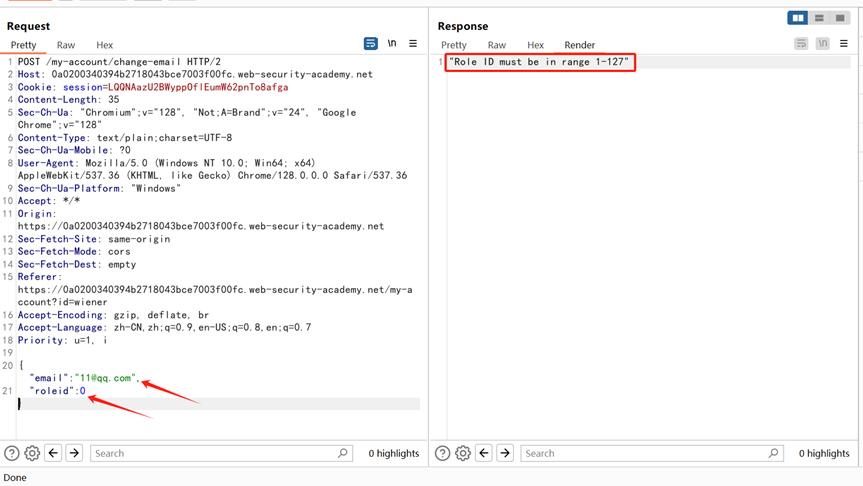 Request
Pretty Raw Hex
\n
1 POST /my-account/change-email HTTP/2
2 Host: 0a0200340394b2718043bce7003f00fc.web-security-academy.net
3 Cookie: session=LQQNAazU2BWyppOflEumW62pnTo8afga
4 Content-Length: 35
5 Sec-Ch-Ua: "Chromium";v="128", "Not;A=Brand";v="24", "Google
Chrome";v="128"
6 Content-Type: text/plain;charset=UTF-8
7 Sec-Ch-Ua-Mobile: ?0
8 User-Agent: Mozilla/5.0 (Windows NT 10.0; Win64; x64)
AppleWebKit/537.36 (KHTML, like Gecko) Chrome/128.0.0.0 Safari/537.36
9 Sec-Ch-Ua-Platform: "Windows"
10 Accept: */*
11 Origin:
https://0a0200340394b2718043bce7003f00fc.web-security-academy.net
12 Sec-Fetch-Site: same-origin
13 Sec-Fetch-Mode: cors
14 Sec-Fetch-Dest: empty
15 Referer:
https://0a0200340394b2718043bce7003f00fc.web-security-academy.net/my-a
ccount?id=wiener
16 Accept-Encoding: gzip, deflate, br
17 Accept-Language: zh-CN,zh;q=0.9,en-US;q=0.8,en;q=0.7
18 Priority: u=1, i
19
20 {
"email":"11@qq.com",
21 "roleid":0
}
Search
0 highlights
Response
Pretty Raw Hex Render
\n
1 "Role ID must be in range 1-127"
Search
0 highlights
Done